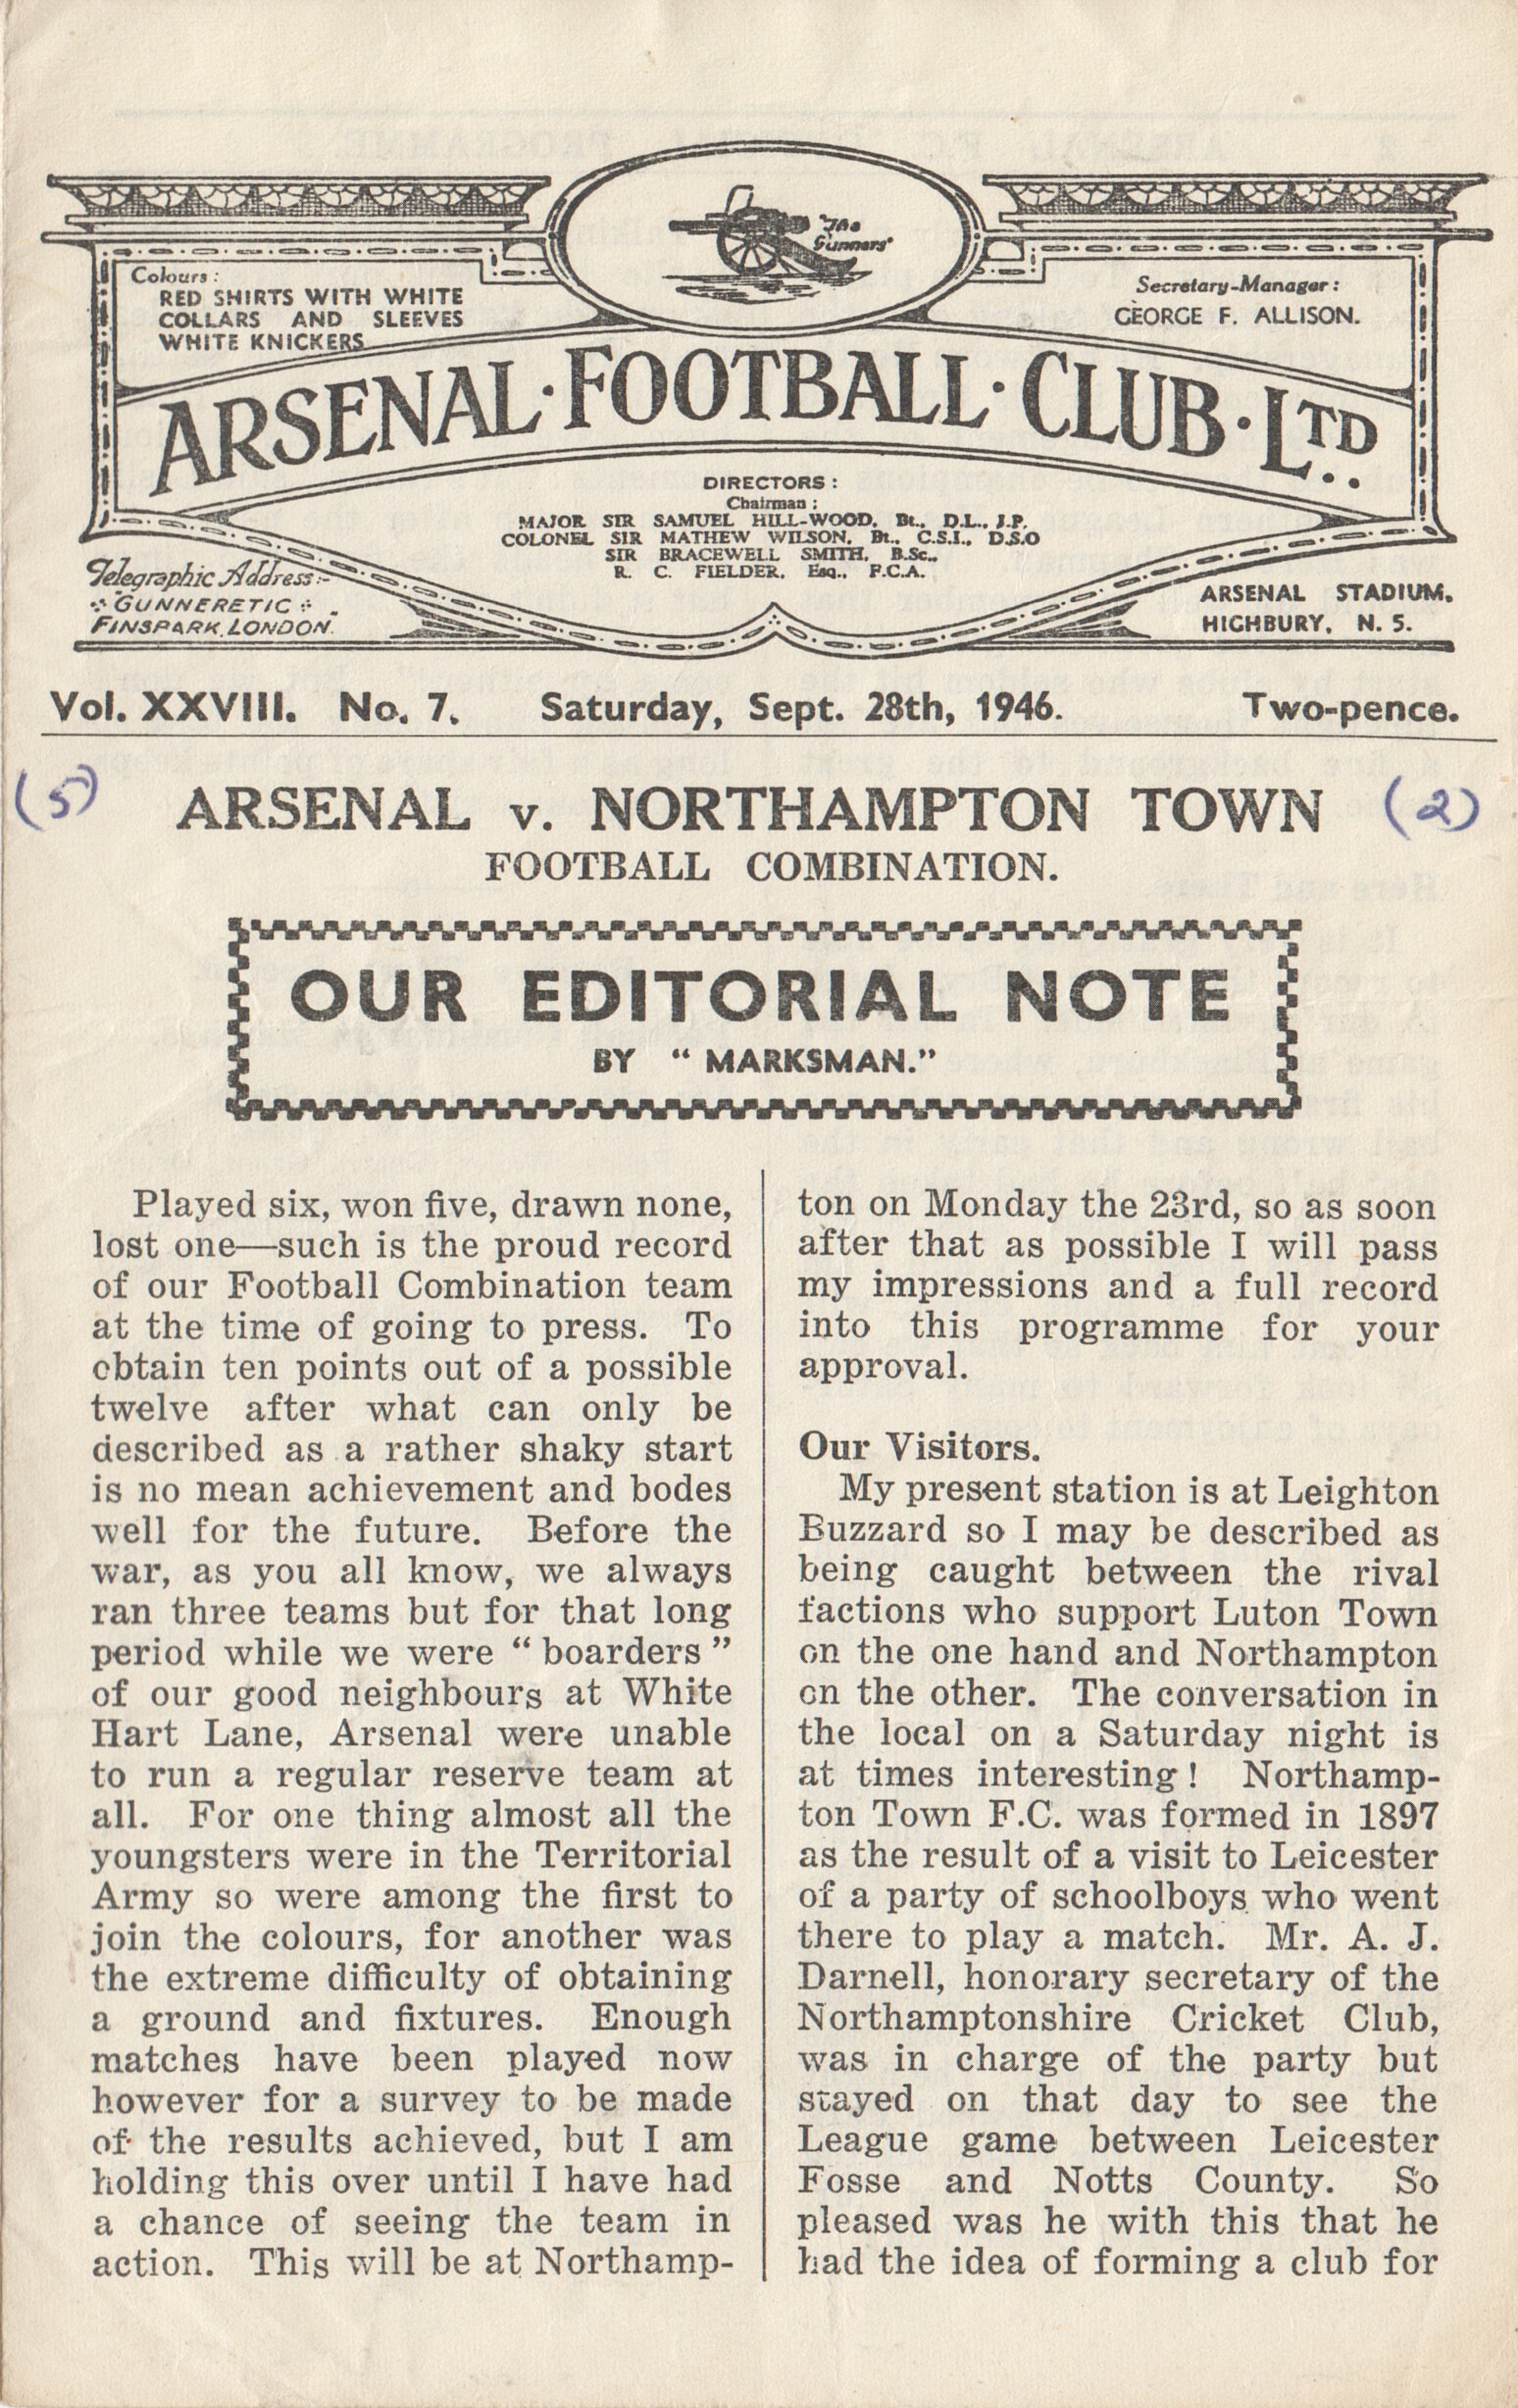 "The
Gunners"
Colours:
RED SHIRTS WITH WHITE
COLLARS AND SLEEVES
WHITE KNICKERS
Secretary-Manager:
GEORGE F. ALLISON.
ARSENAL · FOOTBALL · CLUB · LTD..
DIRECTORS:
Chairman:
MAJOR SIR SAMUEL HILL-WOOD, Bt., D.L., J.P.
COLONEL SIR MATHEW WILSON, Bt., C.S.I., D.S.O
SIR BRACEWELL SMITH, B.Sc.,
R. C. FIELDER, Esq., F.C.A.
Telegraphic Address:-
GUNNERETIC
FINSPARK, LONDON.
ARSENAL STADIUM,
HIGHBURY, N. 5.
Vol. XXVIII. No. 7. Saturday, Sept. 28th, 1946. Two-pence.
(5) ARSENAL v. NORTHAMPTON TOWN (2)
FOOTBALL COMBINATION.
OUR EDITORIAL NOTE
BY "MARKSMAN."
Played six, won five, drawn none,
lost one—such is the proud record
of our Football Combination team
at the time of going to press. To
obtain ten points out of a possible
twelve after what can only be
described as a rather shaky start
is no mean achievement and bodes
well for the future. Before the
war, as you all know, we always
ran three teams but for that long
period while we were "boarders"
of our good neighbours at White
Hart Lane, Arsenal were unable
to run a regular reserve team at
all. For one thing almost all the
youngsters were in the Territorial
Army so were among the first to
join the colours, for another was
the extreme difficulty of obtaining
a ground and fixtures. Enough
matches have been played now
however for a survey to be made
of the results achieved, but I am
holding this over until I have had
a chance of seeing the team in
action. This will be at Northamp-
ton on Monday the 23rd, so as soon
after that as possible I will pass
my impressions and a full record
into this programme for your
approval.
Our Visitors.
My present station is at Leighton
Buzzard so I may be described as
being caught between the rival
factions who support Luton Town
on the one hand and Northampton
on the other. The conversation in
the local on a Saturday night is
at times interesting! Northamp-
ton Town F.C. was formed in 1897
as the result of a visit to Leicester
of a party of schoolboys who went
there to play a match. Mr. A. J.
Darnell, honorary secretary of the
Northamptonshire Cricket Club,
was in charge of the party but
stayed on that day to see the
League game between Leicester
Fosse and Notts County. So
pleased was he with this that he
had the idea of forming a club for